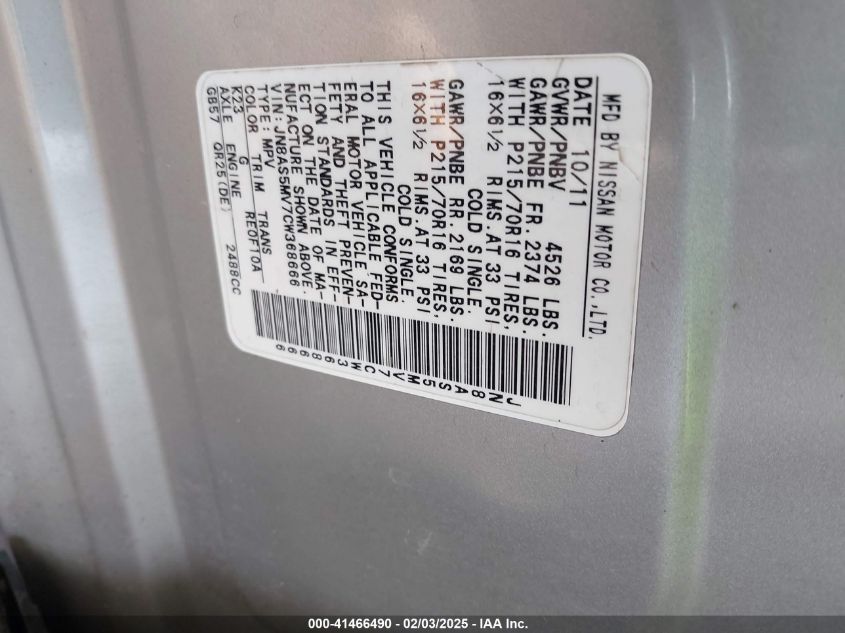 MFD BY NISSAN MOTOR CO.,LTD.
DATE 10/11
GVWR/PNBV 4526 LBS.
GAWR/PNBE FR. 2374 LBS.
WITH P215/70R16 TIRES,
16X6½ RIMS.AT 33 PSI
COLD SINGLE.
GAWR/PNBE RR. 2169 LBS.
WITH P215/70R16 TIRES,
16X6½ RIMS.AT 33 PSI
COLD SINGLE.
THIS VEHICLE CONFORMS
TO ALL APPLICABLE FED-
ERAL MOTOR VEHICLE SA-
FETY AND THEFT PREVEN-
TION STANDARDS IN EFF-
ECT ON THE DATE OF MA-
NUFACTURE SHOWN ABOVE.
VIN:JN8AS5MV7CW368666
TYPE:MPV
COLOR TRIM TRANS
K23 G RE0F10A
AXLE ENGINE
GB57 QR25(DE) 2488CC
JN8AS5MV7CW368666
000-41466490 - 02/03/2025 - IAA Inc.